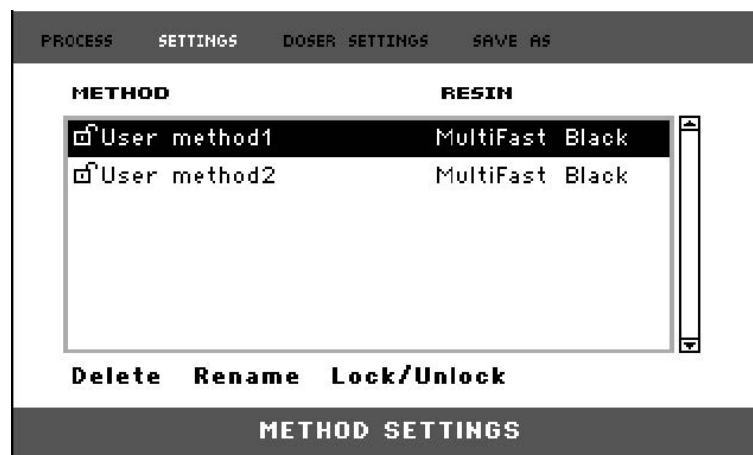 PROCESS SETTINGS DOSER SETTINGS SAVE AS
METHOD RESIN
User method1 MultiFast Black
User method2 MultiFast Black
Delete Rename Lock/Unlock
METHOD SETTINGS